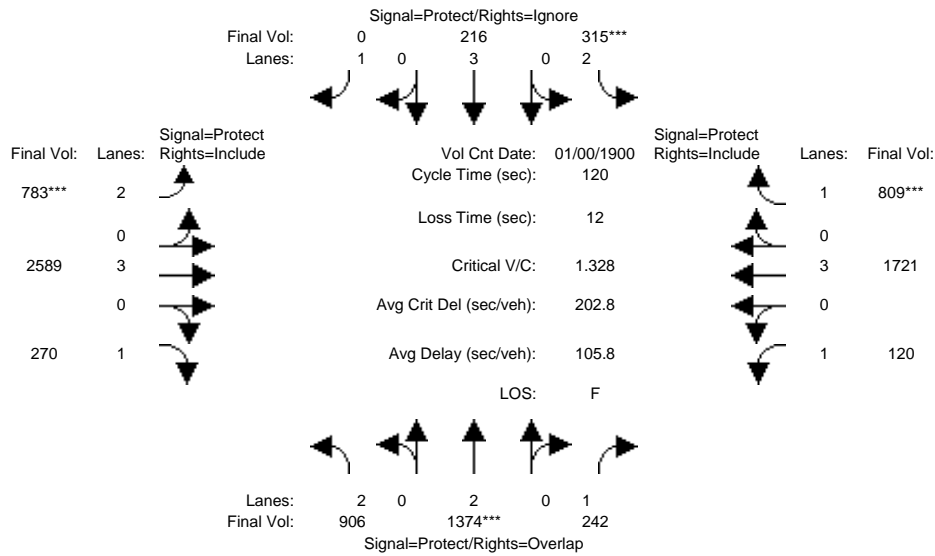 Signal=Protect/Rights=Ignore
Final Vol: 0 216 315***
Lanes: 1 0 3 0 2
Signal=Protect Signal=Protect
Final Vol: Lanes: Rights=Include Vol Cnt Date: 01/00/1900 Rights=Include Lanes: Final Vol:
Cycle Time (sec): 120
783*** 2 1 809***
Loss Time (sec): 12
0 0
2589 3 Critical V/C: 1.328 3 1721
0 Avg Crit Del (sec/veh): 202.8 0
270 1 Avg Delay (sec/veh): 105.8 1 120
LOS: F
Lanes: 2 0 2 0 1
Final Vol: 906 1374*** 242
Signal=Protect/Rights=Overlap